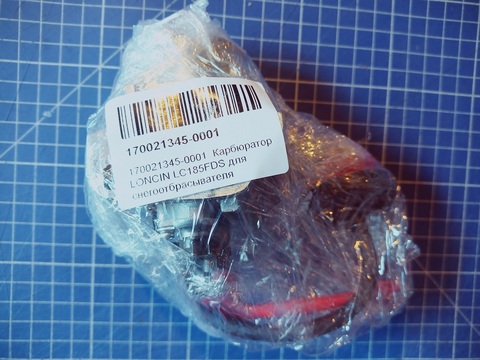 170021345-0001
170021345-0001 Карбюратор
LONCIN LC185FDS для
снегоотбрасывателя